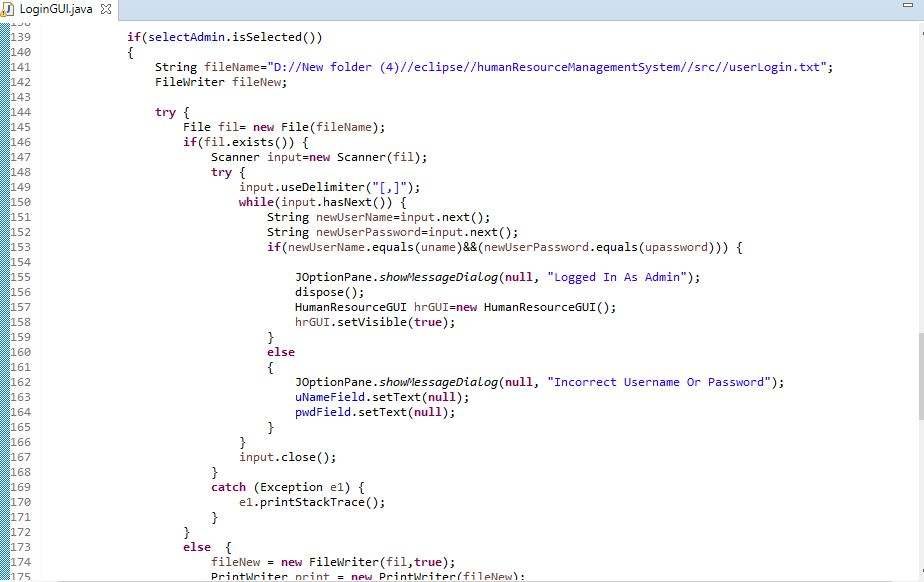 LoginGUI.java
138
139 if(selectAdmin.isSelected())
140 {
141 String fileName="D://New folder (4)//eclipse//humanResourceManagementSystem//src//userLogin.txt";
142 FileWriter fileNew;
143
144 try {
145 File fil= new File(fileName);
146 if(fil.exists()) {
147 Scanner input=new Scanner(fil);
148 try {
149 input.useDelimiter("[,]");
150 while(input.hasNext()) {
151 String newUserName=input.next();
152 String newUserPassword=input.next();
153 if(newUserName.equals(uname)&&(newUserPassword.equals(upassword))) {
154
155 JOptionPane.showMessageDialog(null, "Logged In As Admin");
156 dispose();
157 HumanResourceGUI hrGUI=new HumanResourceGUI();
158 hrGUI.setVisible(true);
159 }
160 else
161 {
162 JOptionPane.showMessageDialog(null, "Incorrect Username Or Password");
163 uNameField.setText(null);
164 pwdField.setText(null);
165 }
166 }
167 input.close();
168 }
169 catch (Exception e1) {
170 e1.printStackTrace();
171 }
172 }
173 else {
174 fileNew = new FileWriter(fil,true);
175 PrintWriter print = new PrintWriter(fileNew);